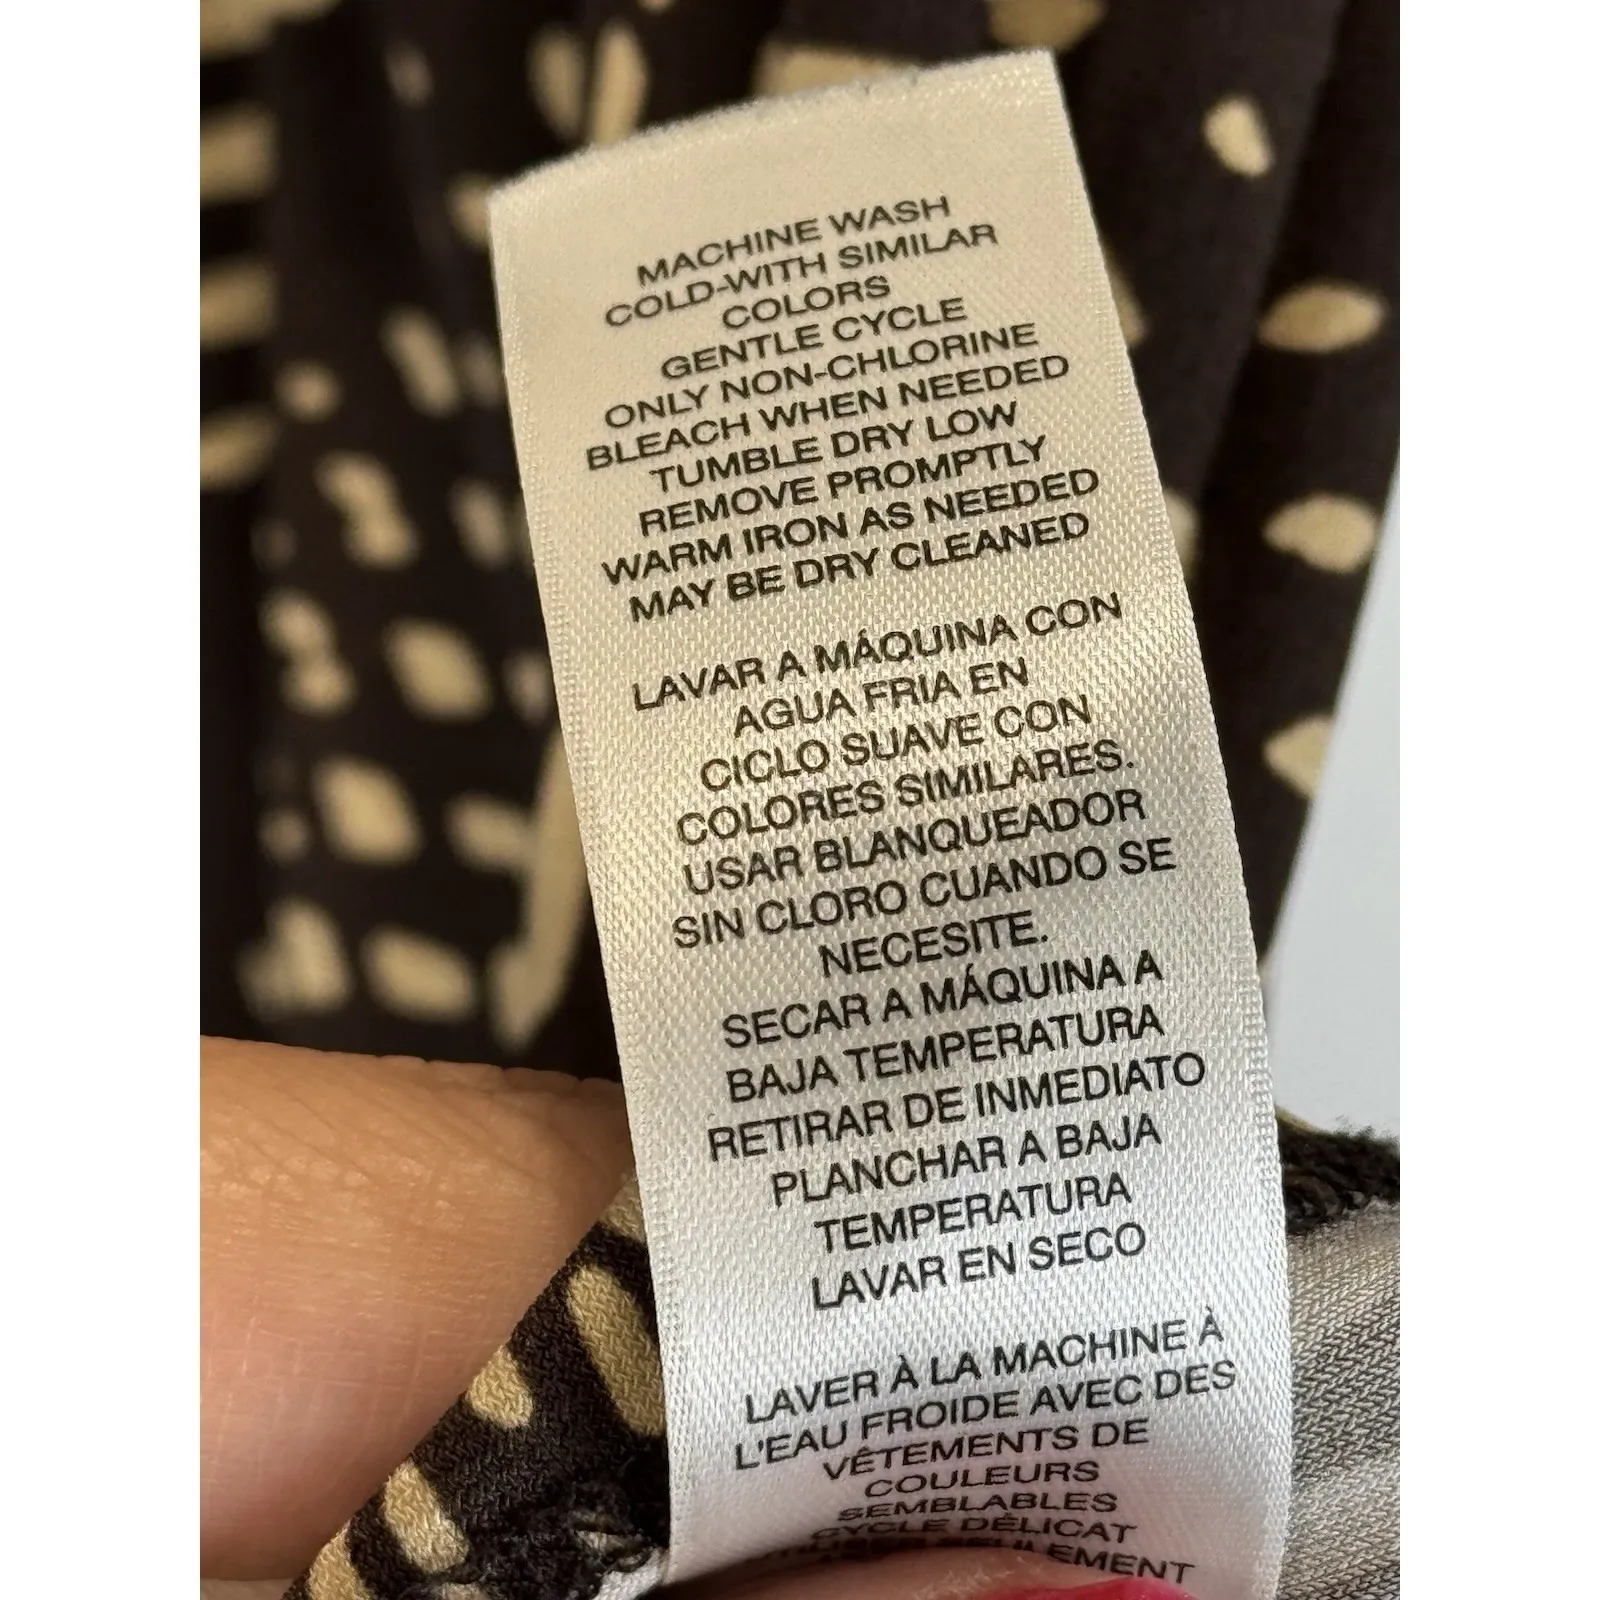 MACHINE WASH
COLD-WITH SIMILAR
COLORS
GENTLE CYCLE
ONLY NON-CHLORINE
BLEACH WHEN NEEDED
TUMBLE DRY LOW
REMOVE PROMPTLY
WARM IRON AS NEEDED
MAY BE DRY CLEANED
LAVAR A MÁQUINA CON
AGUA FRIA EN
CICLO SUAVE CON
COLORES SIMILARES.
USAR BLANQUEADOR
SIN CLORO CUANDO SE
NECESITE.
SECAR A MÁQUINA A
BAJA TEMPERATURA
RETIRAR DE INMEDIATO
PLANCHAR A BAJA
TEMPERATURA
LAVAR EN SECO
LAVER À LA MACHINE À
L'EAU FROIDE AVEC DES
VÊTEMENTS DE
COULEURS
SEMBLABLES
CYCLE DÉLICAT
SEULEMENT